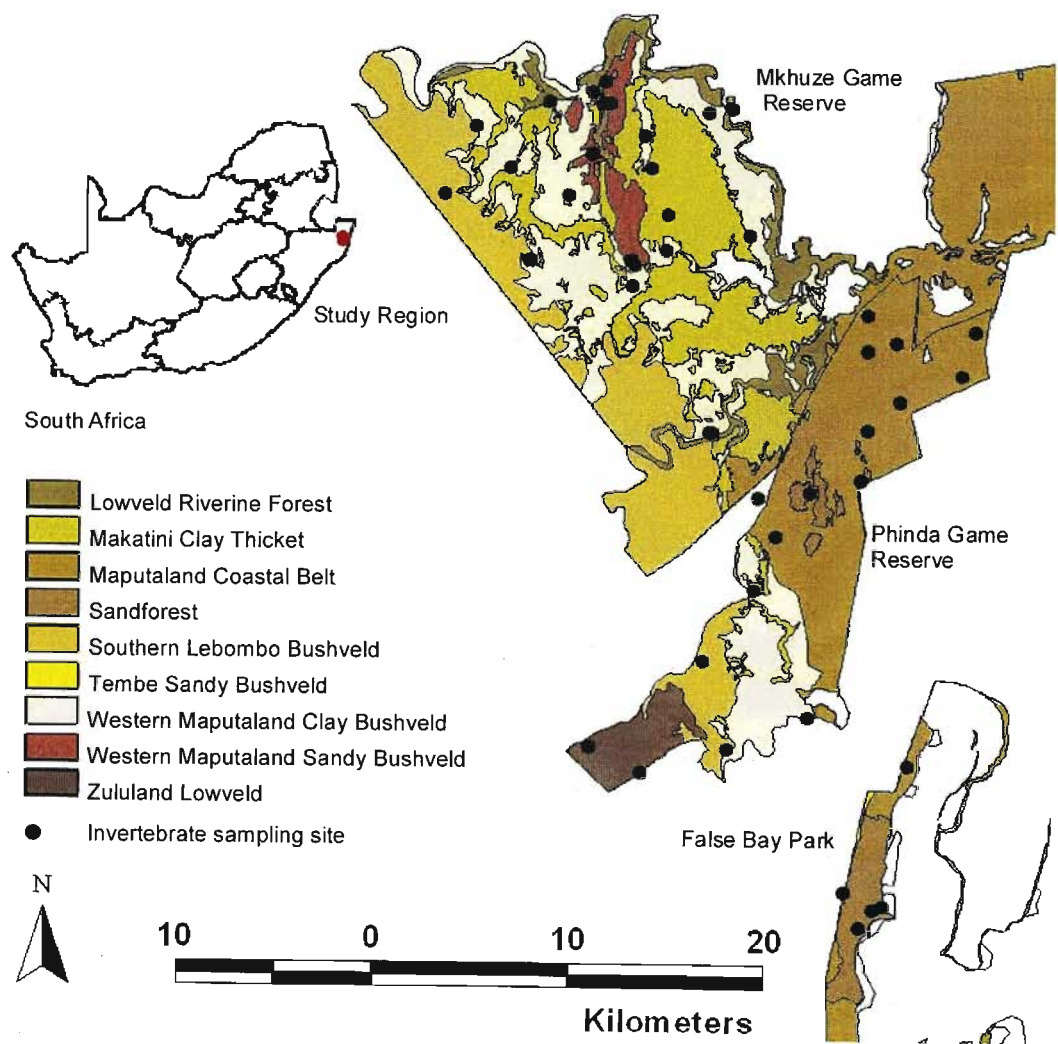 Mkhuze Game
Reserve
Study Region
South Africa
Phinda Game
Reserve
Lowveld Riverine Forest
Makatini Clay Thicket
Maputaland Coastal Belt
Sandforest
Southern Lebombo Bushveld
Tembe Sandy Bushveld
Western Maputaland Clay Bushveld
Western Maputaland Sandy Bushveld
Zululand Lowveld
Invertebrate sampling site
False Bay Park
N
10 0 10 20
Kilometers